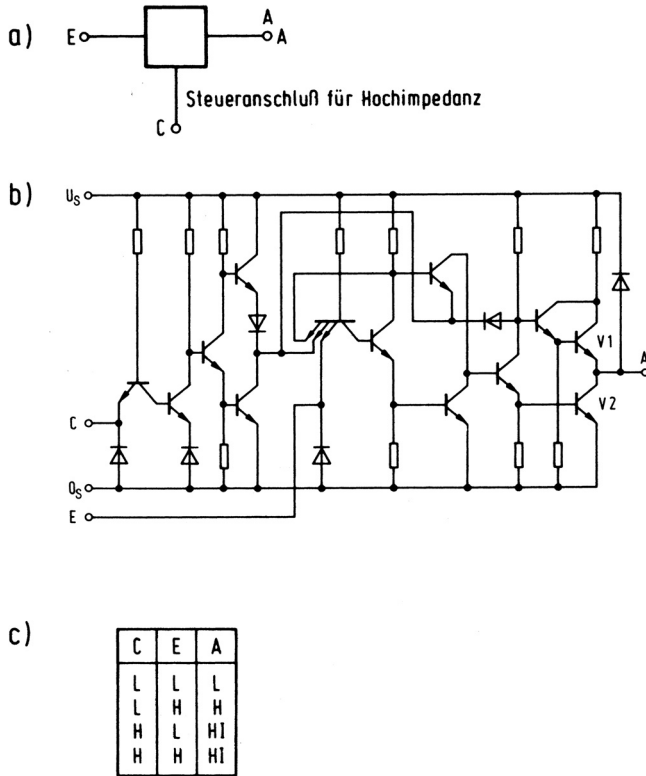 a)
A
E
A
Steueranschluß für Hochimpedanz
C
b)
U_S
V1
A
C
V2
0_S
E
c)
C E A
L L L
L H H
H L HI
H H HI